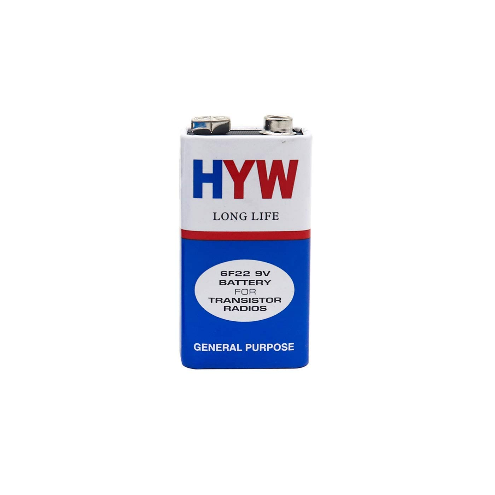 HYW
LONG LIFE
6F22 9V
BATTERY
FOR
TRANSISTOR
RADIOS
GENERAL PURPOSE